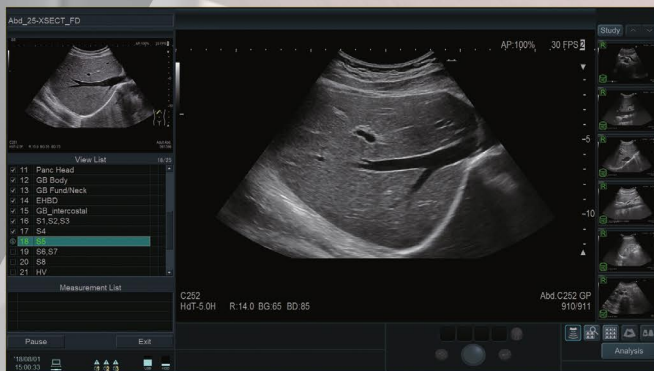 Abd_25-XSECT_FD
AP:100% 30 FPS 2
Study
View List 18/25
11 Panc Head
12 GB Body
13 GB Fund/Neck
14 EHBD
15 GB_intercostal
16 S1,S2,S3
17 S4
18 S5
19 S6,S7
20 S8
21 HV
-5
-10
Measurement List
C252
HdT-5.0H R:14.0 BG:65 BD:85
Abd.C252 GP
910/911
Pause Exit
Analysis
'18/08/01
15:00:33